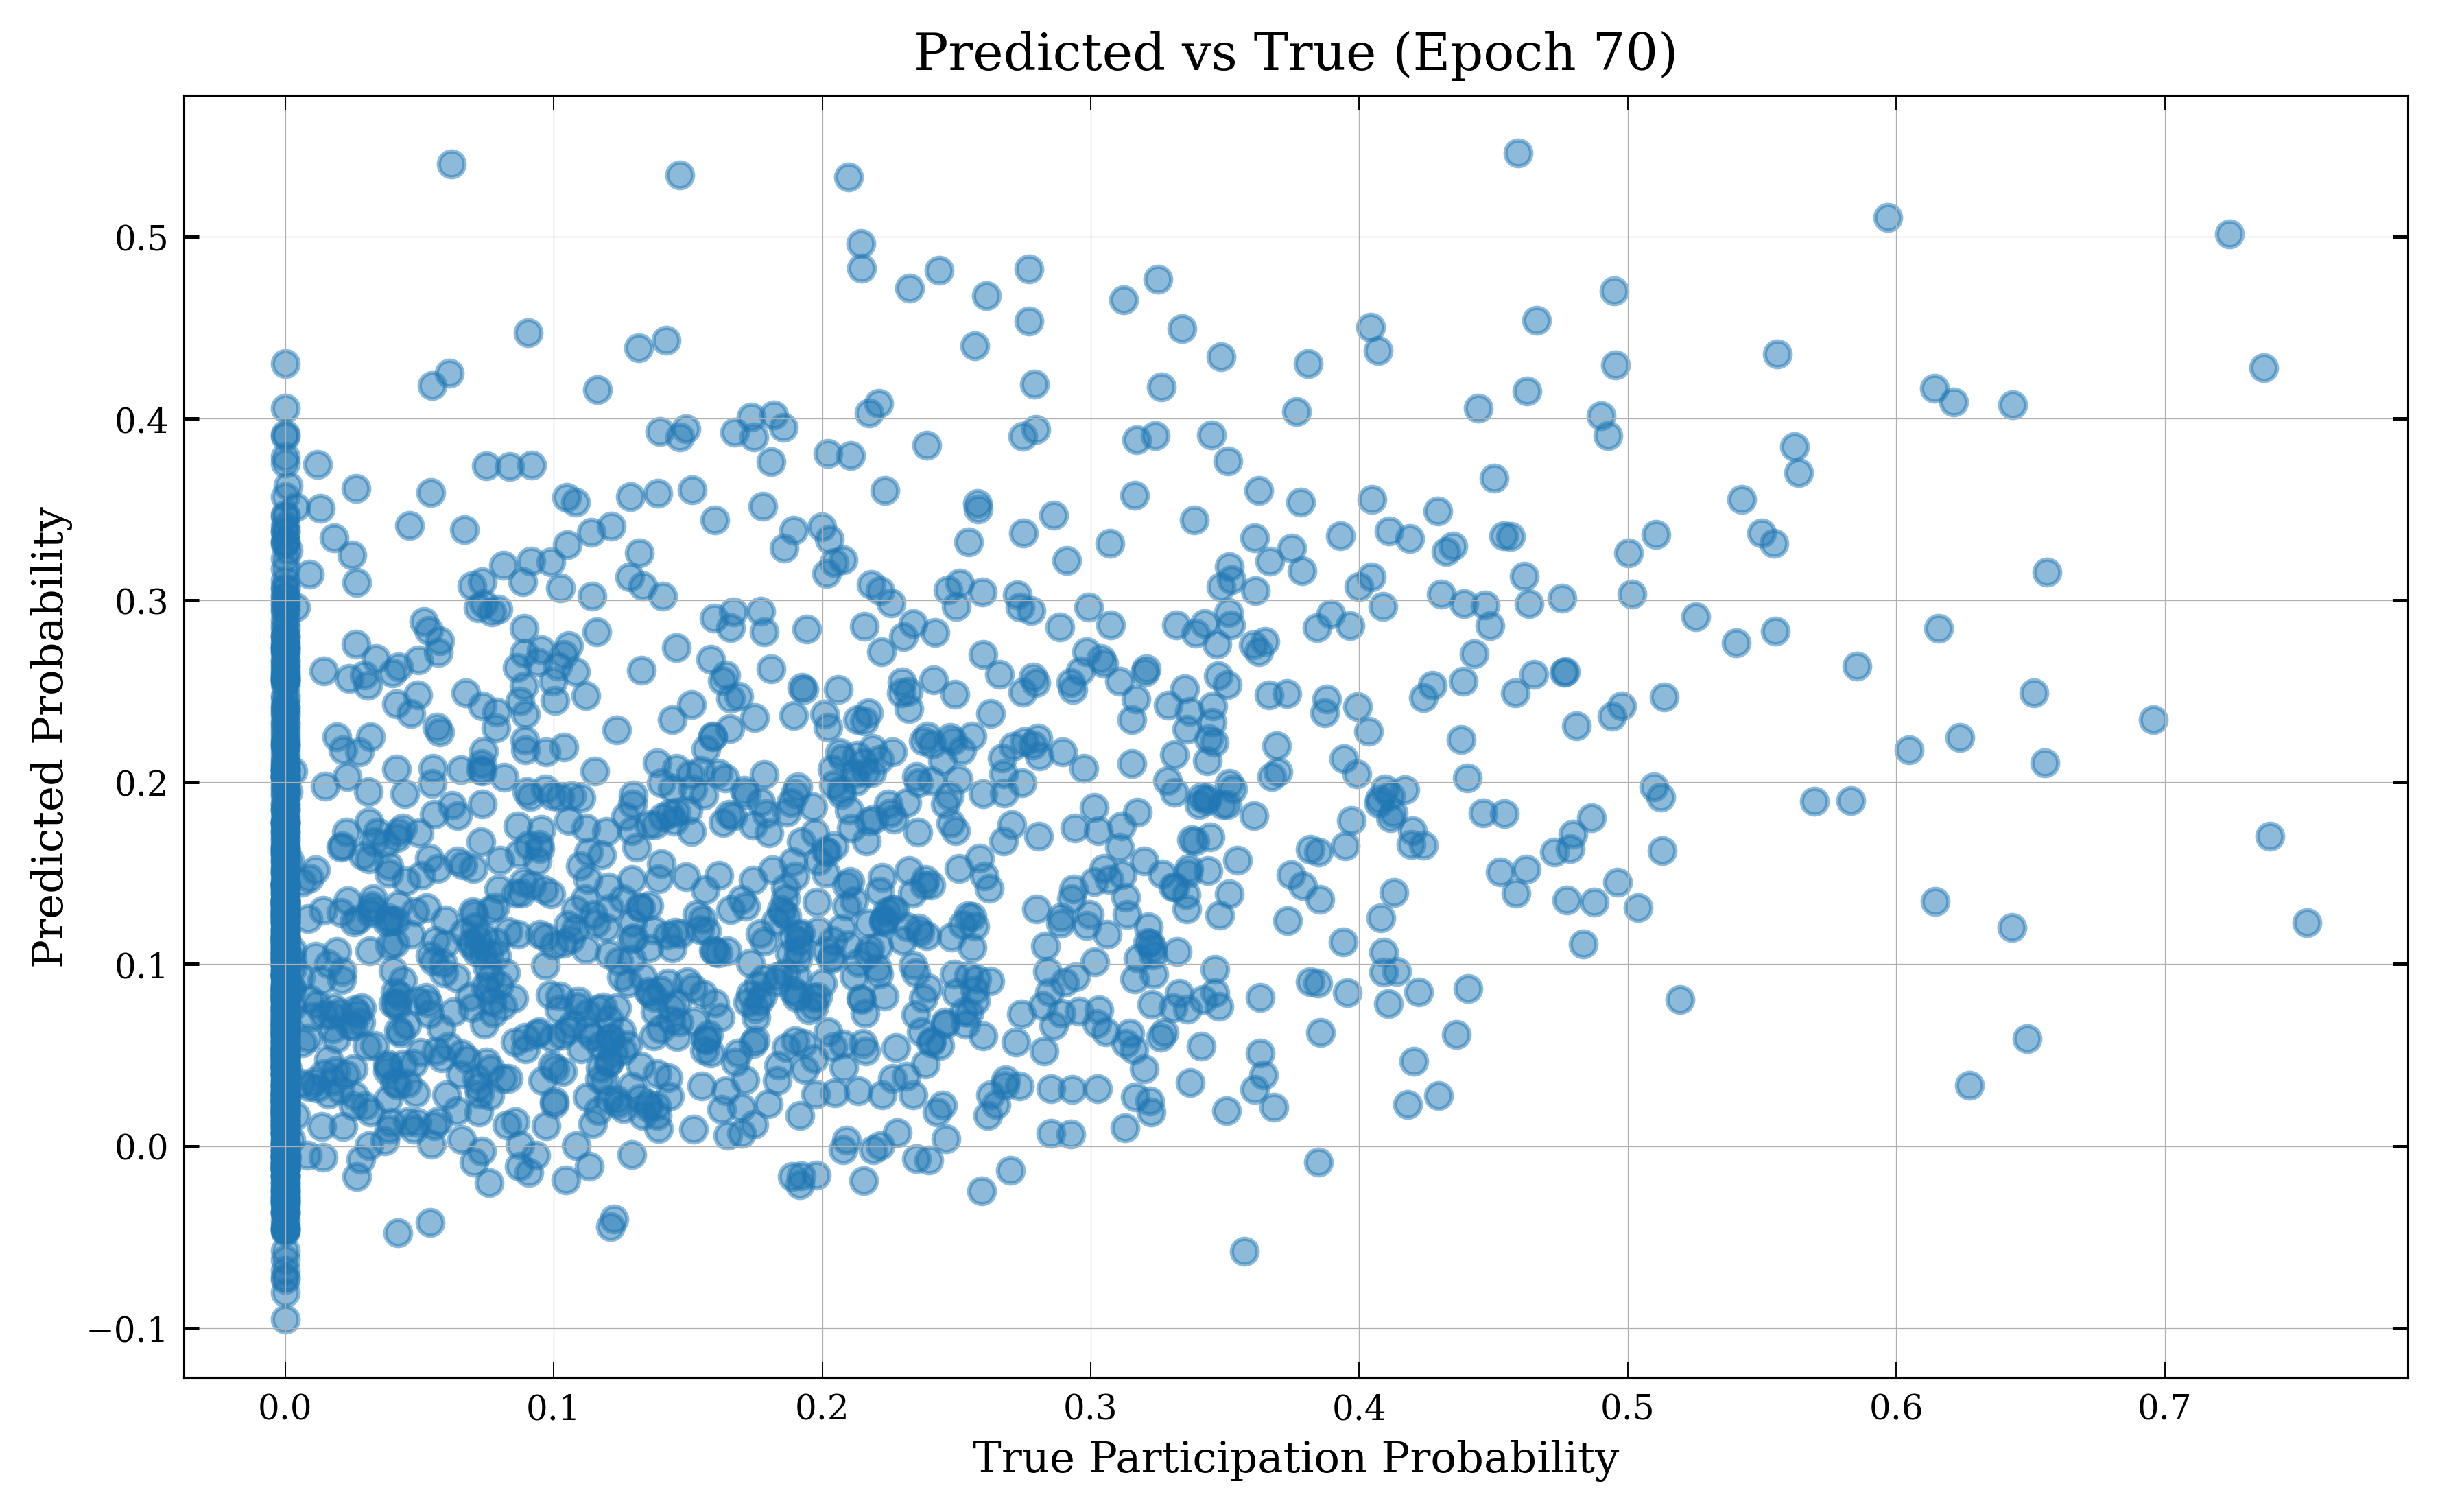 Predicted vs True (Epoch 70)
Predicted Probability
0.5
0.4
0.3
0.2
0.1
0.0
−0.1
0.0 0.1 0.2 0.3 0.4 0.5 0.6 0.7
True Participation Probability